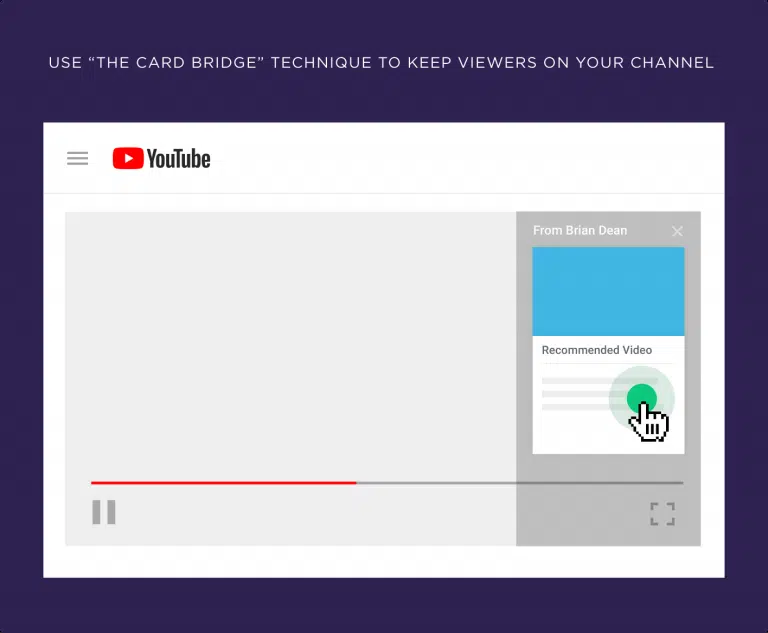 USE “THE CARD BRIDGE” TECHNIQUE TO KEEP VIEWERS ON YOUR CHANNEL
YouTube
From Brian Dean
Recommended Video